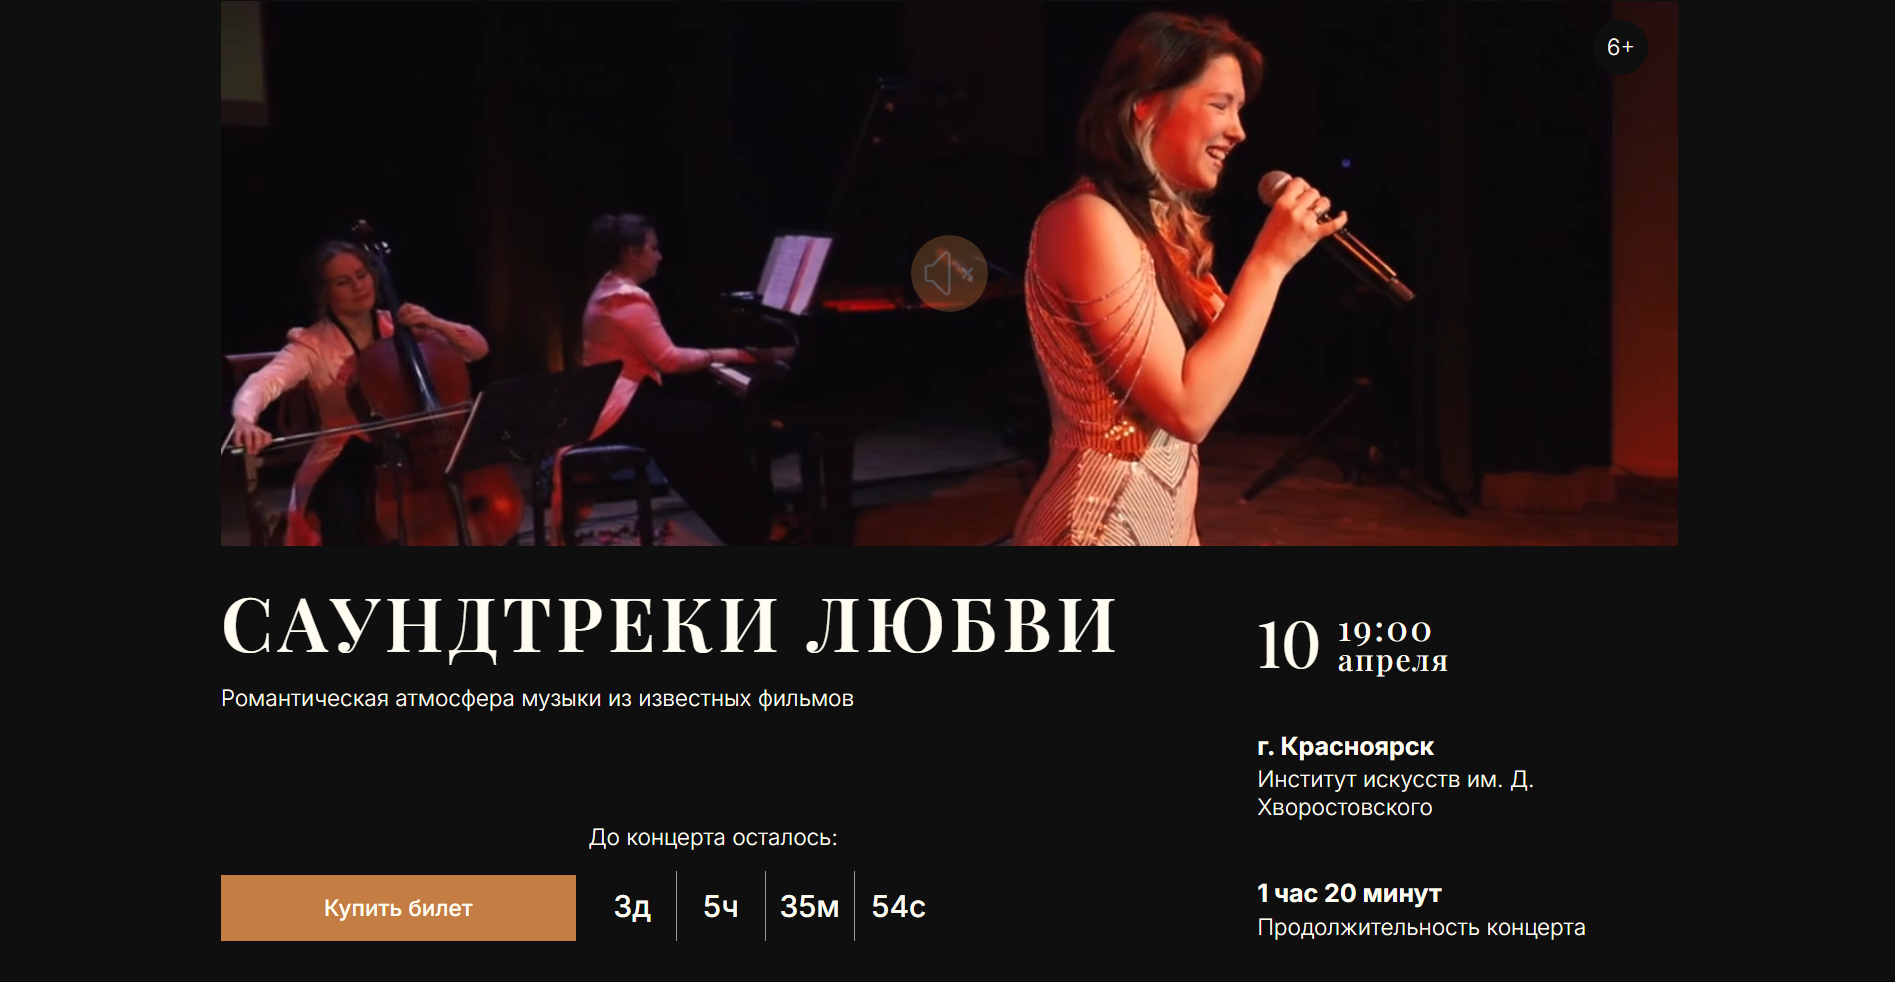 6+
САУНДТРЕКИ ЛЮБВИ
Романтическая атмосфера музыки из известных фильмов
До концерта осталось:
Купить билет
3д
5ч
35м
54с
10
19:00
апреля
г. Красноярск
Институт искусств им. Д.
Хворостовского
1 час 20 минут
Продолжительность концерта